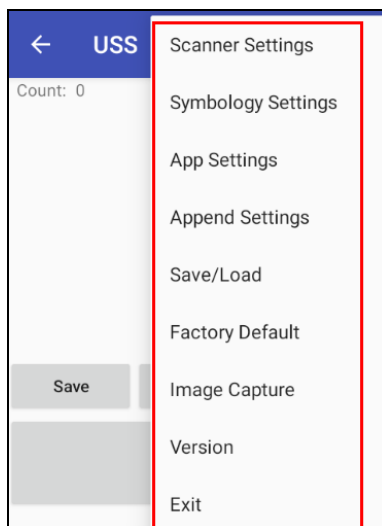 ← USS
Count: 0
Save
Scanner Settings
Symbology Settings
App Settings
Append Settings
Save/Load
Factory Default
Image Capture
Version
Exit